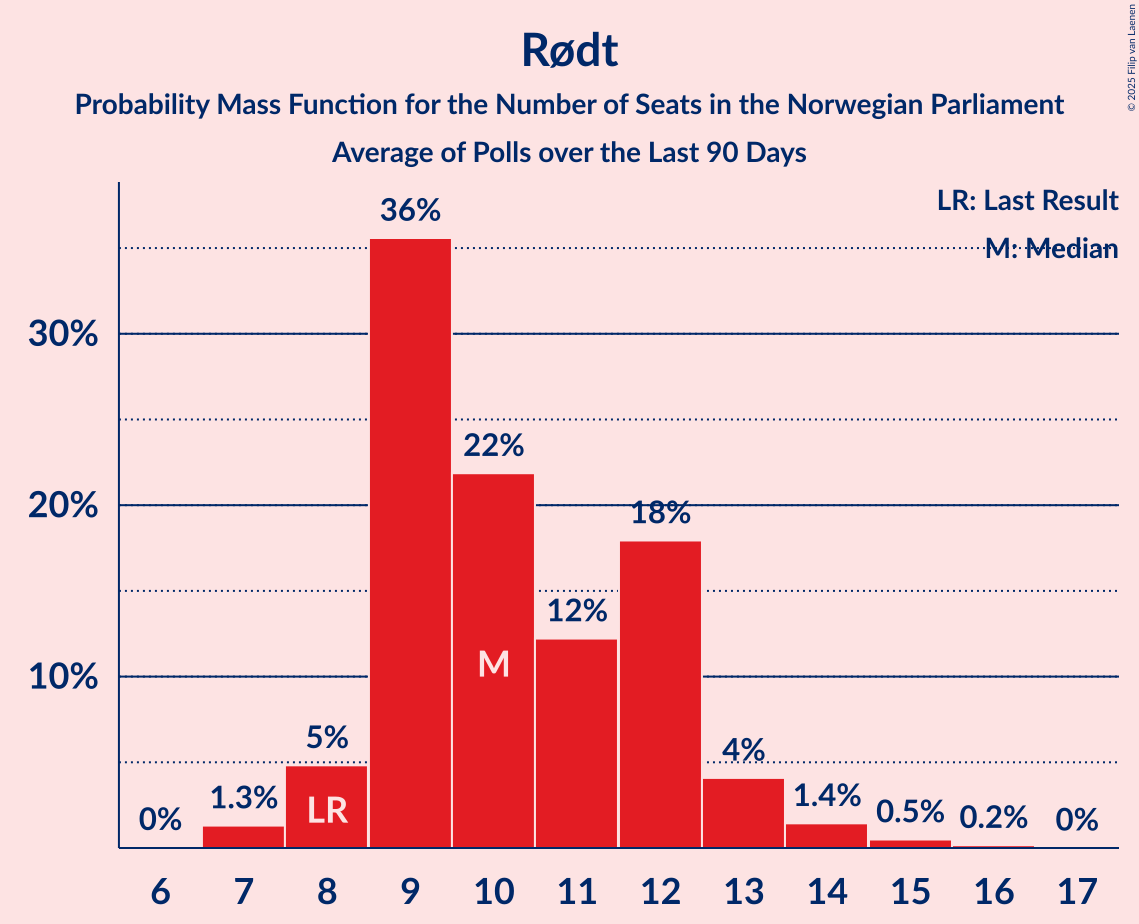 Rødt
Probability Mass Function for the Number of Seats in the Norwegian Parliament
Average of Polls over the Last 90 Days
© 2025 Filip van Laenen
LR: Last Result
M: Median
30%
20%
10%
0%
1.3%
5%
36%
22%
12%
18%
4%
1.4%
0.5%
0.2%
0%
LR
M
6 7 8 9 10 11 12 13 14 15 16 17